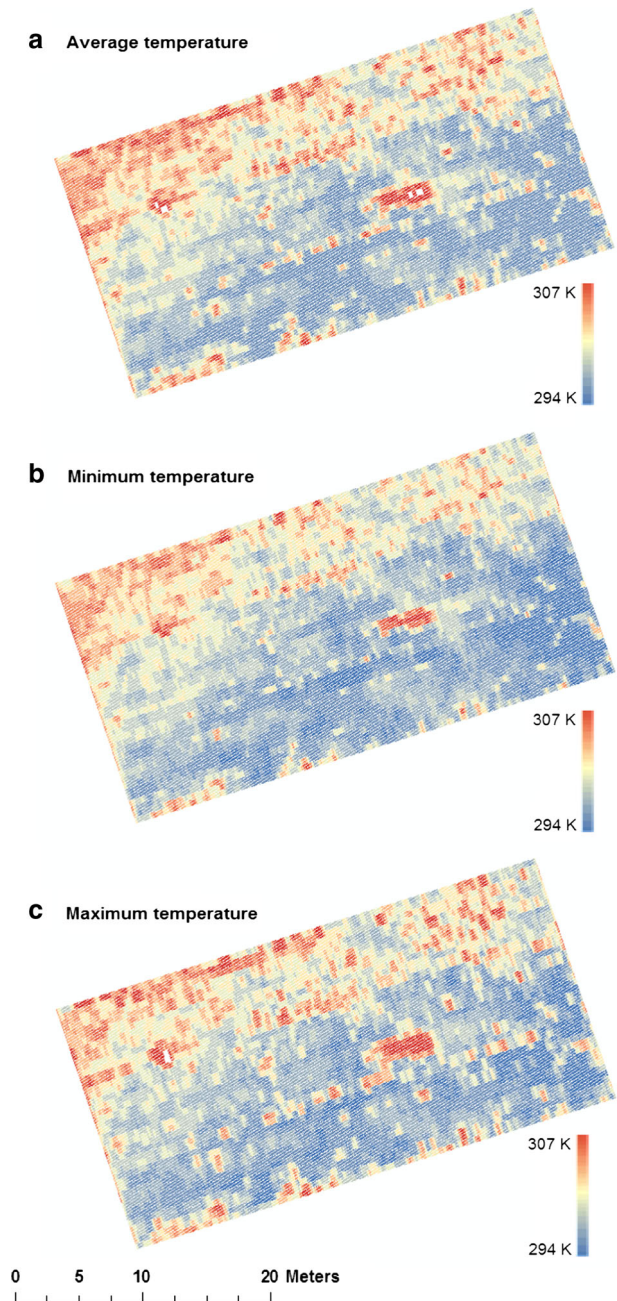 a Average temperature
307 K
294 K
b Minimum temperature
307 K
294 K
c Maximum temperature
307 K
294 K
0 5 10 20 Meters